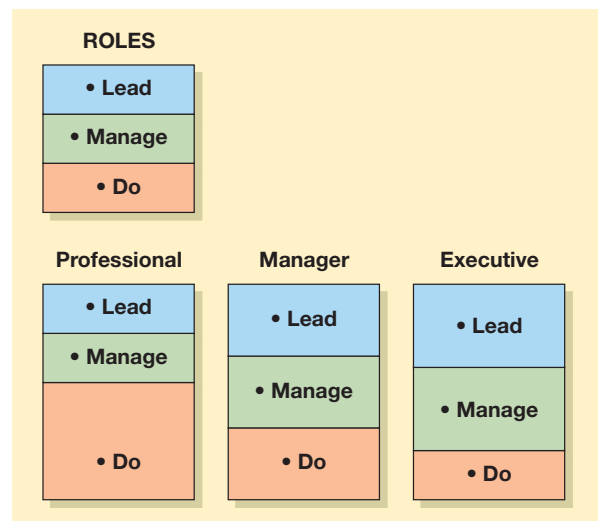 ROLES
• Lead
• Manage
• Do
Professional
Manager
Executive
• Lead
• Manage
• Do
• Lead
• Manage
• Do
• Lead
• Manage
• Do